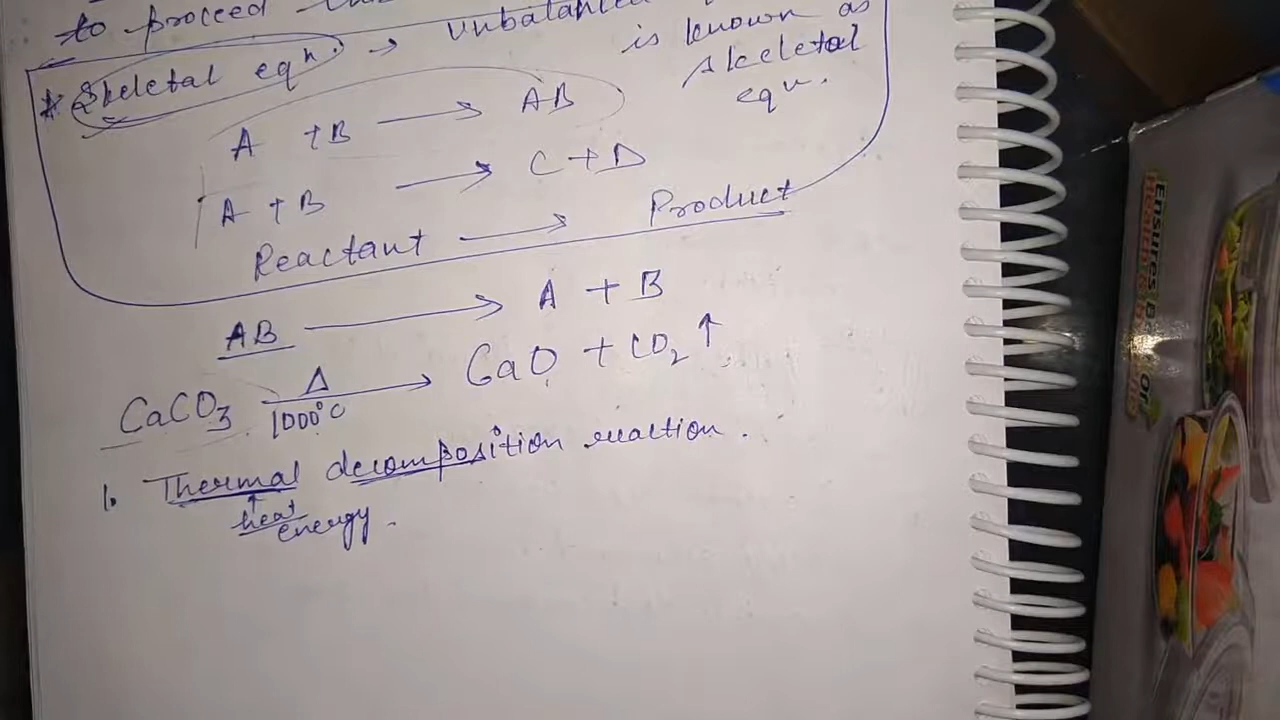 to proceed
* Skeletal eqⁿ. → Unbalanced
is known as
skeletal
eqn.
A + B ⟶ AB
A + B ⟶ C + D
Reactant ⟶ Product
AB ⟶ A + B
CaCO₃ ⟶ CaO + CO₂ ↑
Δ
1000°C
1. Thermal decomposition reaction.
↑
heat
energy.
Ensures